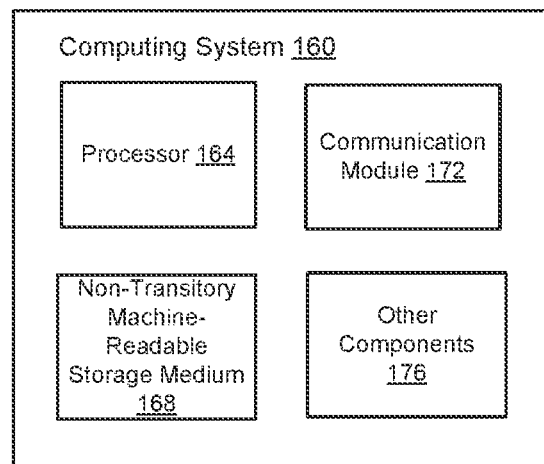 Computing System 160
Processor 164
Communication
Module 172
Non-Transitory
Machine-
Readable
Storage Medium
168
Other
Components
176